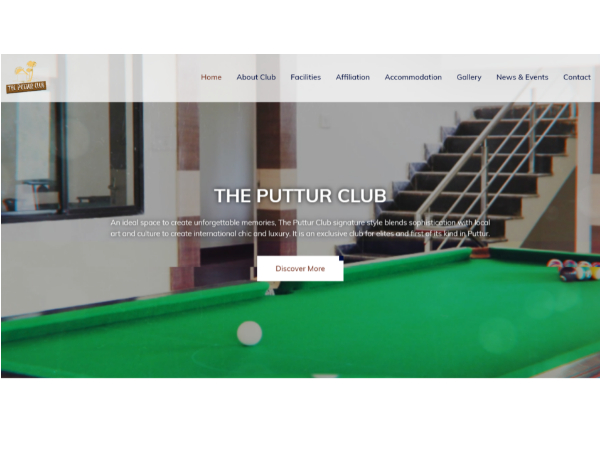 THE PUTTUR CLUB
Home About Club Facilities Affiliation Accommodation Gallery News & Events Contact
THE PUTTUR CLUB
An ideal space to create unforgettable memories, The Puttur Club signature style blends sophistication with local
art and culture to create international chic and luxury. It is an exclusive club for elites and first of its kind in Puttur.
Discover More